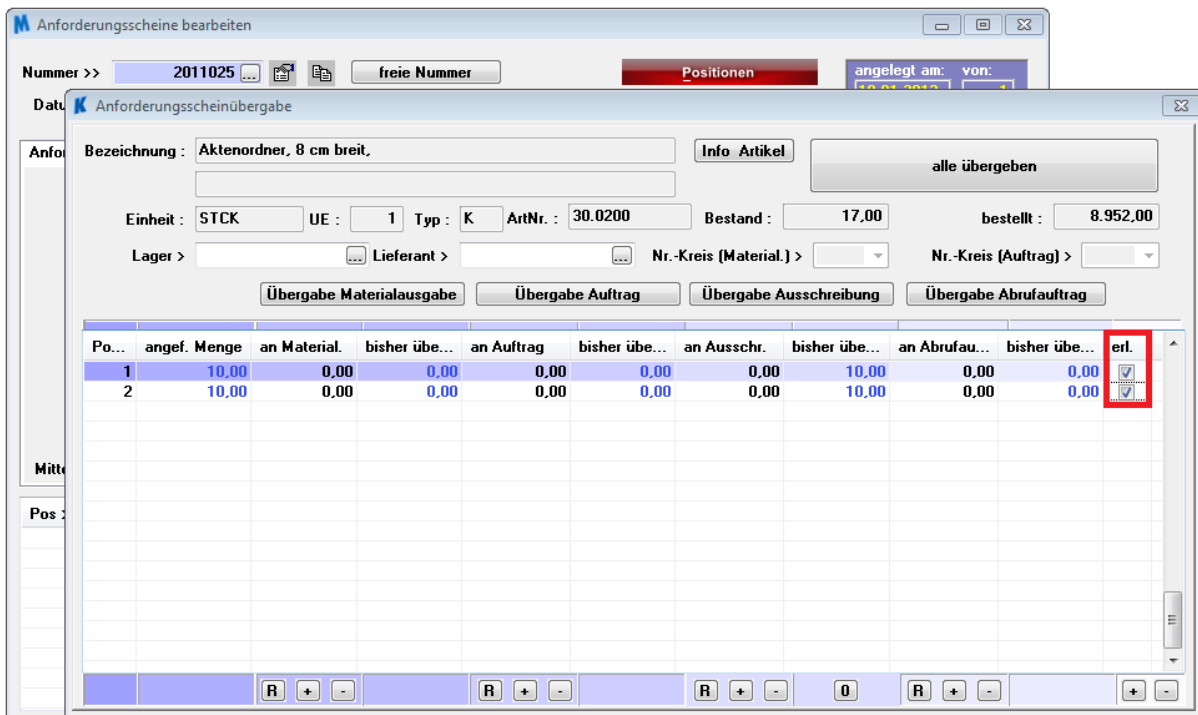 Anforderungsscheine bearbeiten
Nummer >> 2011025 ... freie Nummer Positionen angelegt am: von:
Anforderungsscheinübergabe
Bezeichnung : Aktenordner, 8 cm breit, Info Artikel alle übergeben
Einheit : STCK UE : 1 Typ : K ArtNr. : 30.0200 Bestand : 17,00 bestellt : 8.952,00
Lager > ... Lieferant > ... Nr.-Kreis (Material.) > Nr.-Kreis (Auftrag) >
Übergabe Materialausgabe Übergabe Auftrag Übergabe Ausschreibung Übergabe Abrufauftrag
Po... angef. Menge an Material. bisher übe... an Auftrag bisher übe... an Ausschr. bisher übe... an Abrufau... bisher übe... erl.
1 10,00 0,00 0,00 0,00 0,00 0,00 10,00 0,00 0,00
2 10,00 0,00 0,00 0,00 0,00 0,00 10,00 0,00 0,00
Pos
R + - R + - R + - 0 R + - + -